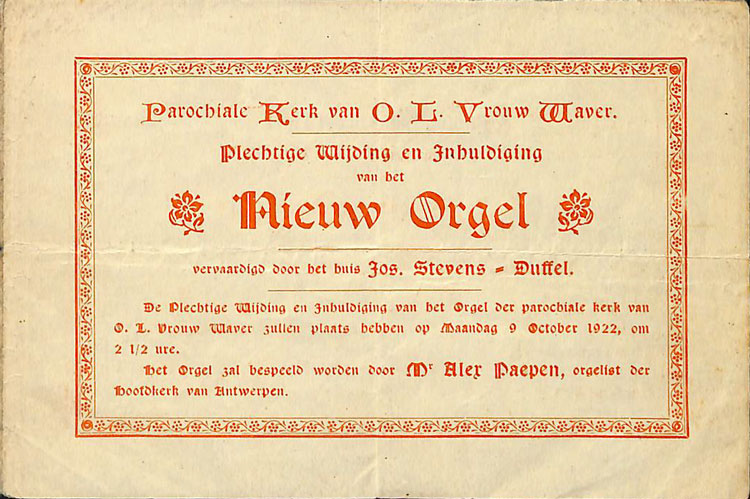 Parochiale Kerk van O. L. Vrouw Waver.
Plechtige Wijding en Inhuldiging
van het
Nieuw Orgel
vervaardigd door het huis Jos. Stevens = Duffel.
De Plechtige Wijding en Inhuldiging van het Orgel der parochiale kerk van
O. L. Vrouw Waver zullen plaats hebben op Maandag 9 October 1922, om
2 1/2 ure.
Het Orgel zal bespeeld worden door Mr Alex Paepen, orgelist der
Hoofdkerk van Antwerpen.